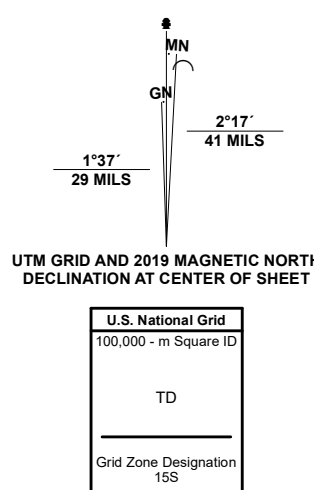 MN
GN
2°17´
41 MILS
1°37´
29 MILS
UTM GRID AND 2019 MAGNETIC NORTH
DECLINATION AT CENTER OF SHEET
U.S. National Grid
100,000 - m Square ID
TD
Grid Zone Designation
15S